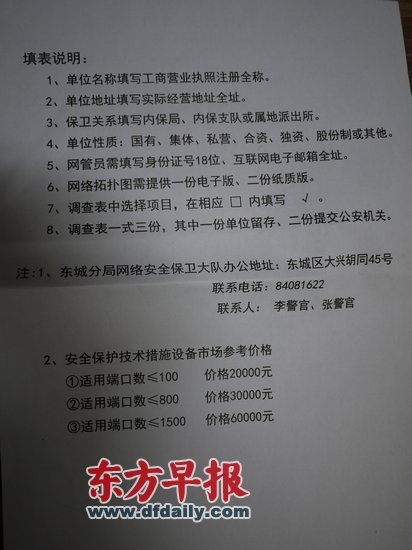 填表说明：
1、单位名称填写工商营业执照注册全称。
2、单位地址填写实际经营地址全址。
3、保卫关系填写内保局、内保支队或属地派出所。
4、单位性质：国有、集体、私营、合资、独资、股份制或其他。
5、网管员需填写身份证号18位、互联网电子邮箱全址。
6、网络拓扑图需提供一份电子版、二份纸质版。
7、调查表中选择项目，在相应 □ 内填写 √ 。
8、调查表一式三份，其中一份单位留存、二份提交公安机关。
注：1、东城分局网络安全保卫大队办公地址：东城区大兴胡同45号
联系电话：84081622
联系人： 李警官、张警官
2、安全保护技术措施设备市场参考价格
①适用端口数≤100 价格20000元
②适用端口数≤800 价格30000元
③适用端口数≤1500 价格60000元
东方早报
www.dfdaily.com